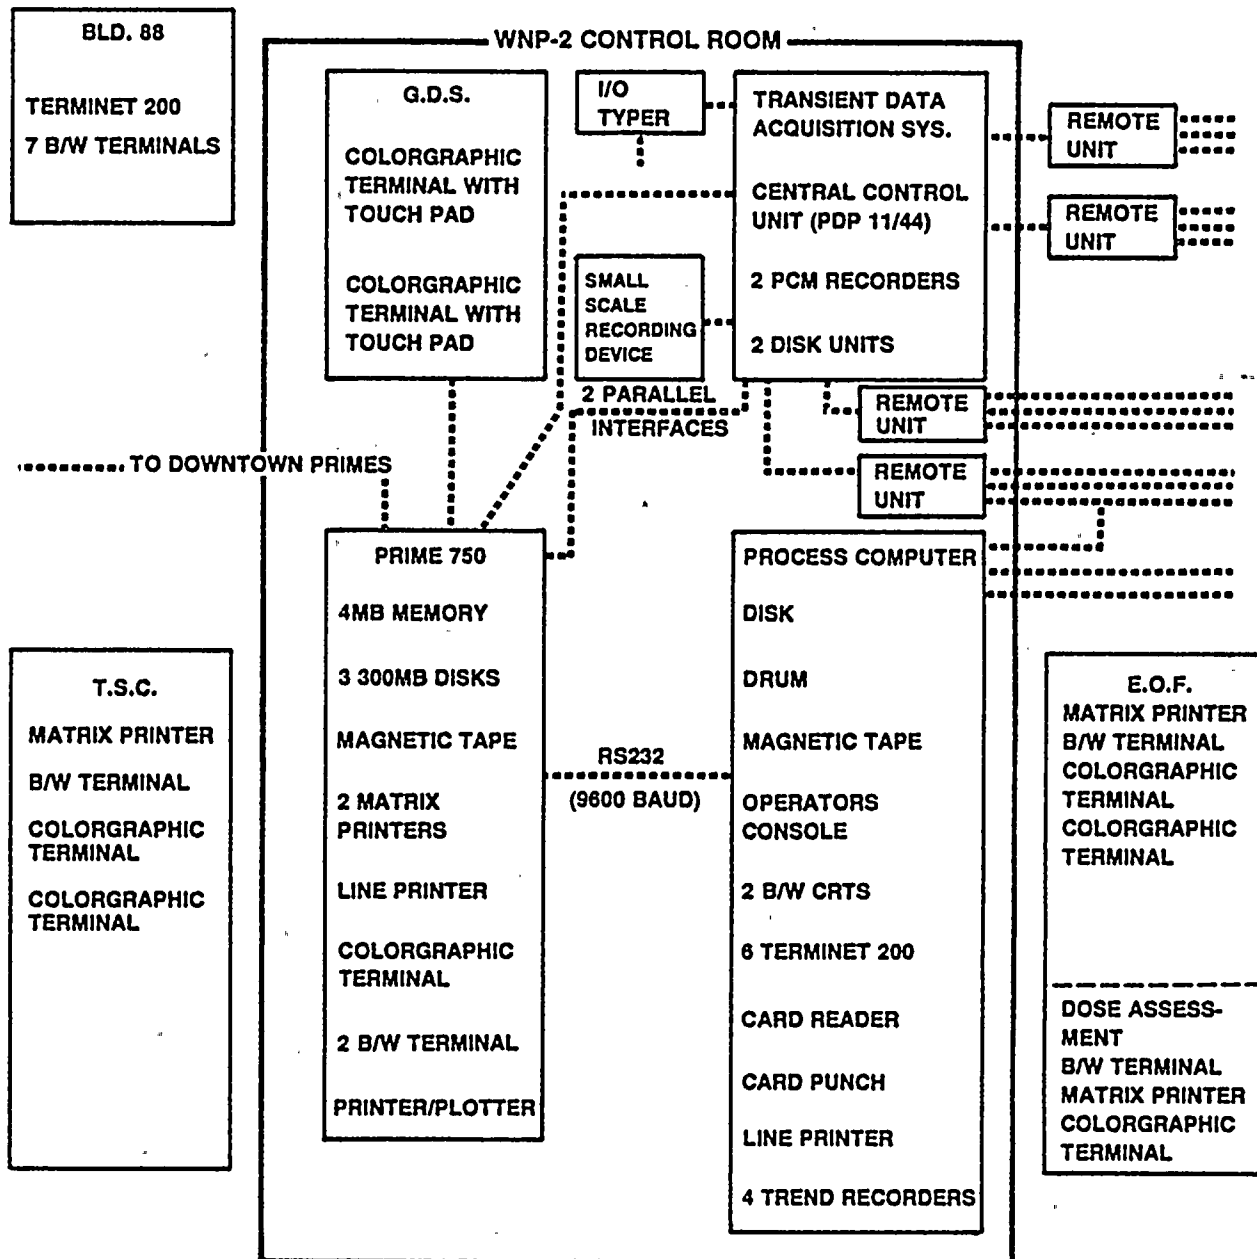 BLD. 88
TERMINET 200
7 B/W TERMINALS
WNP-2 CONTROL ROOM
G.D.S.
COLORGRAPHIC
TERMINAL WITH
TOUCH PAD
COLORGRAPHIC
TERMINAL WITH
TOUCH PAD
I/O
TYPER
TRANSIENT DATA
ACQUISITION SYS.
CENTRAL CONTROL
UNIT (PDP 11/44)
2 PCM RECORDERS
2 DISK UNITS
REMOTE
UNIT
REMOTE
UNIT
SMALL
SCALE
RECORDING
DEVICE
2 PARALLEL
INTERFACES
REMOTE
UNIT
REMOTE
UNIT
TO DOWNTOWN PRIMES
PRIME 750
4MB MEMORY
3 300MB DISKS
MAGNETIC TAPE
2 MATRIX
PRINTERS
LINE PRINTER
COLORGRAPHIC
TERMINAL
2 B/W TERMINAL
PRINTER/PLOTTER
RS232
(9600 BAUD)
PROCESS COMPUTER
DISK
DRUM
MAGNETIC TAPE
OPERATORS
CONSOLE
2 B/W CRTS
6 TERMINET 200
CARD READER
CARD PUNCH
LINE PRINTER
4 TREND RECORDERS
T.S.C.
MATRIX PRINTER
B/W TERMINAL
COLORGRAPHIC
TERMINAL
COLORGRAPHIC
TERMINAL
E.O.F.
MATRIX PRINTER
B/W TERMINAL
COLORGRAPHIC
TERMINAL
COLORGRAPHIC
TERMINAL
DOSE ASSESS-
MENT
B/W TERMINAL
MATRIX PRINTER
COLORGRAPHIC
TERMINAL